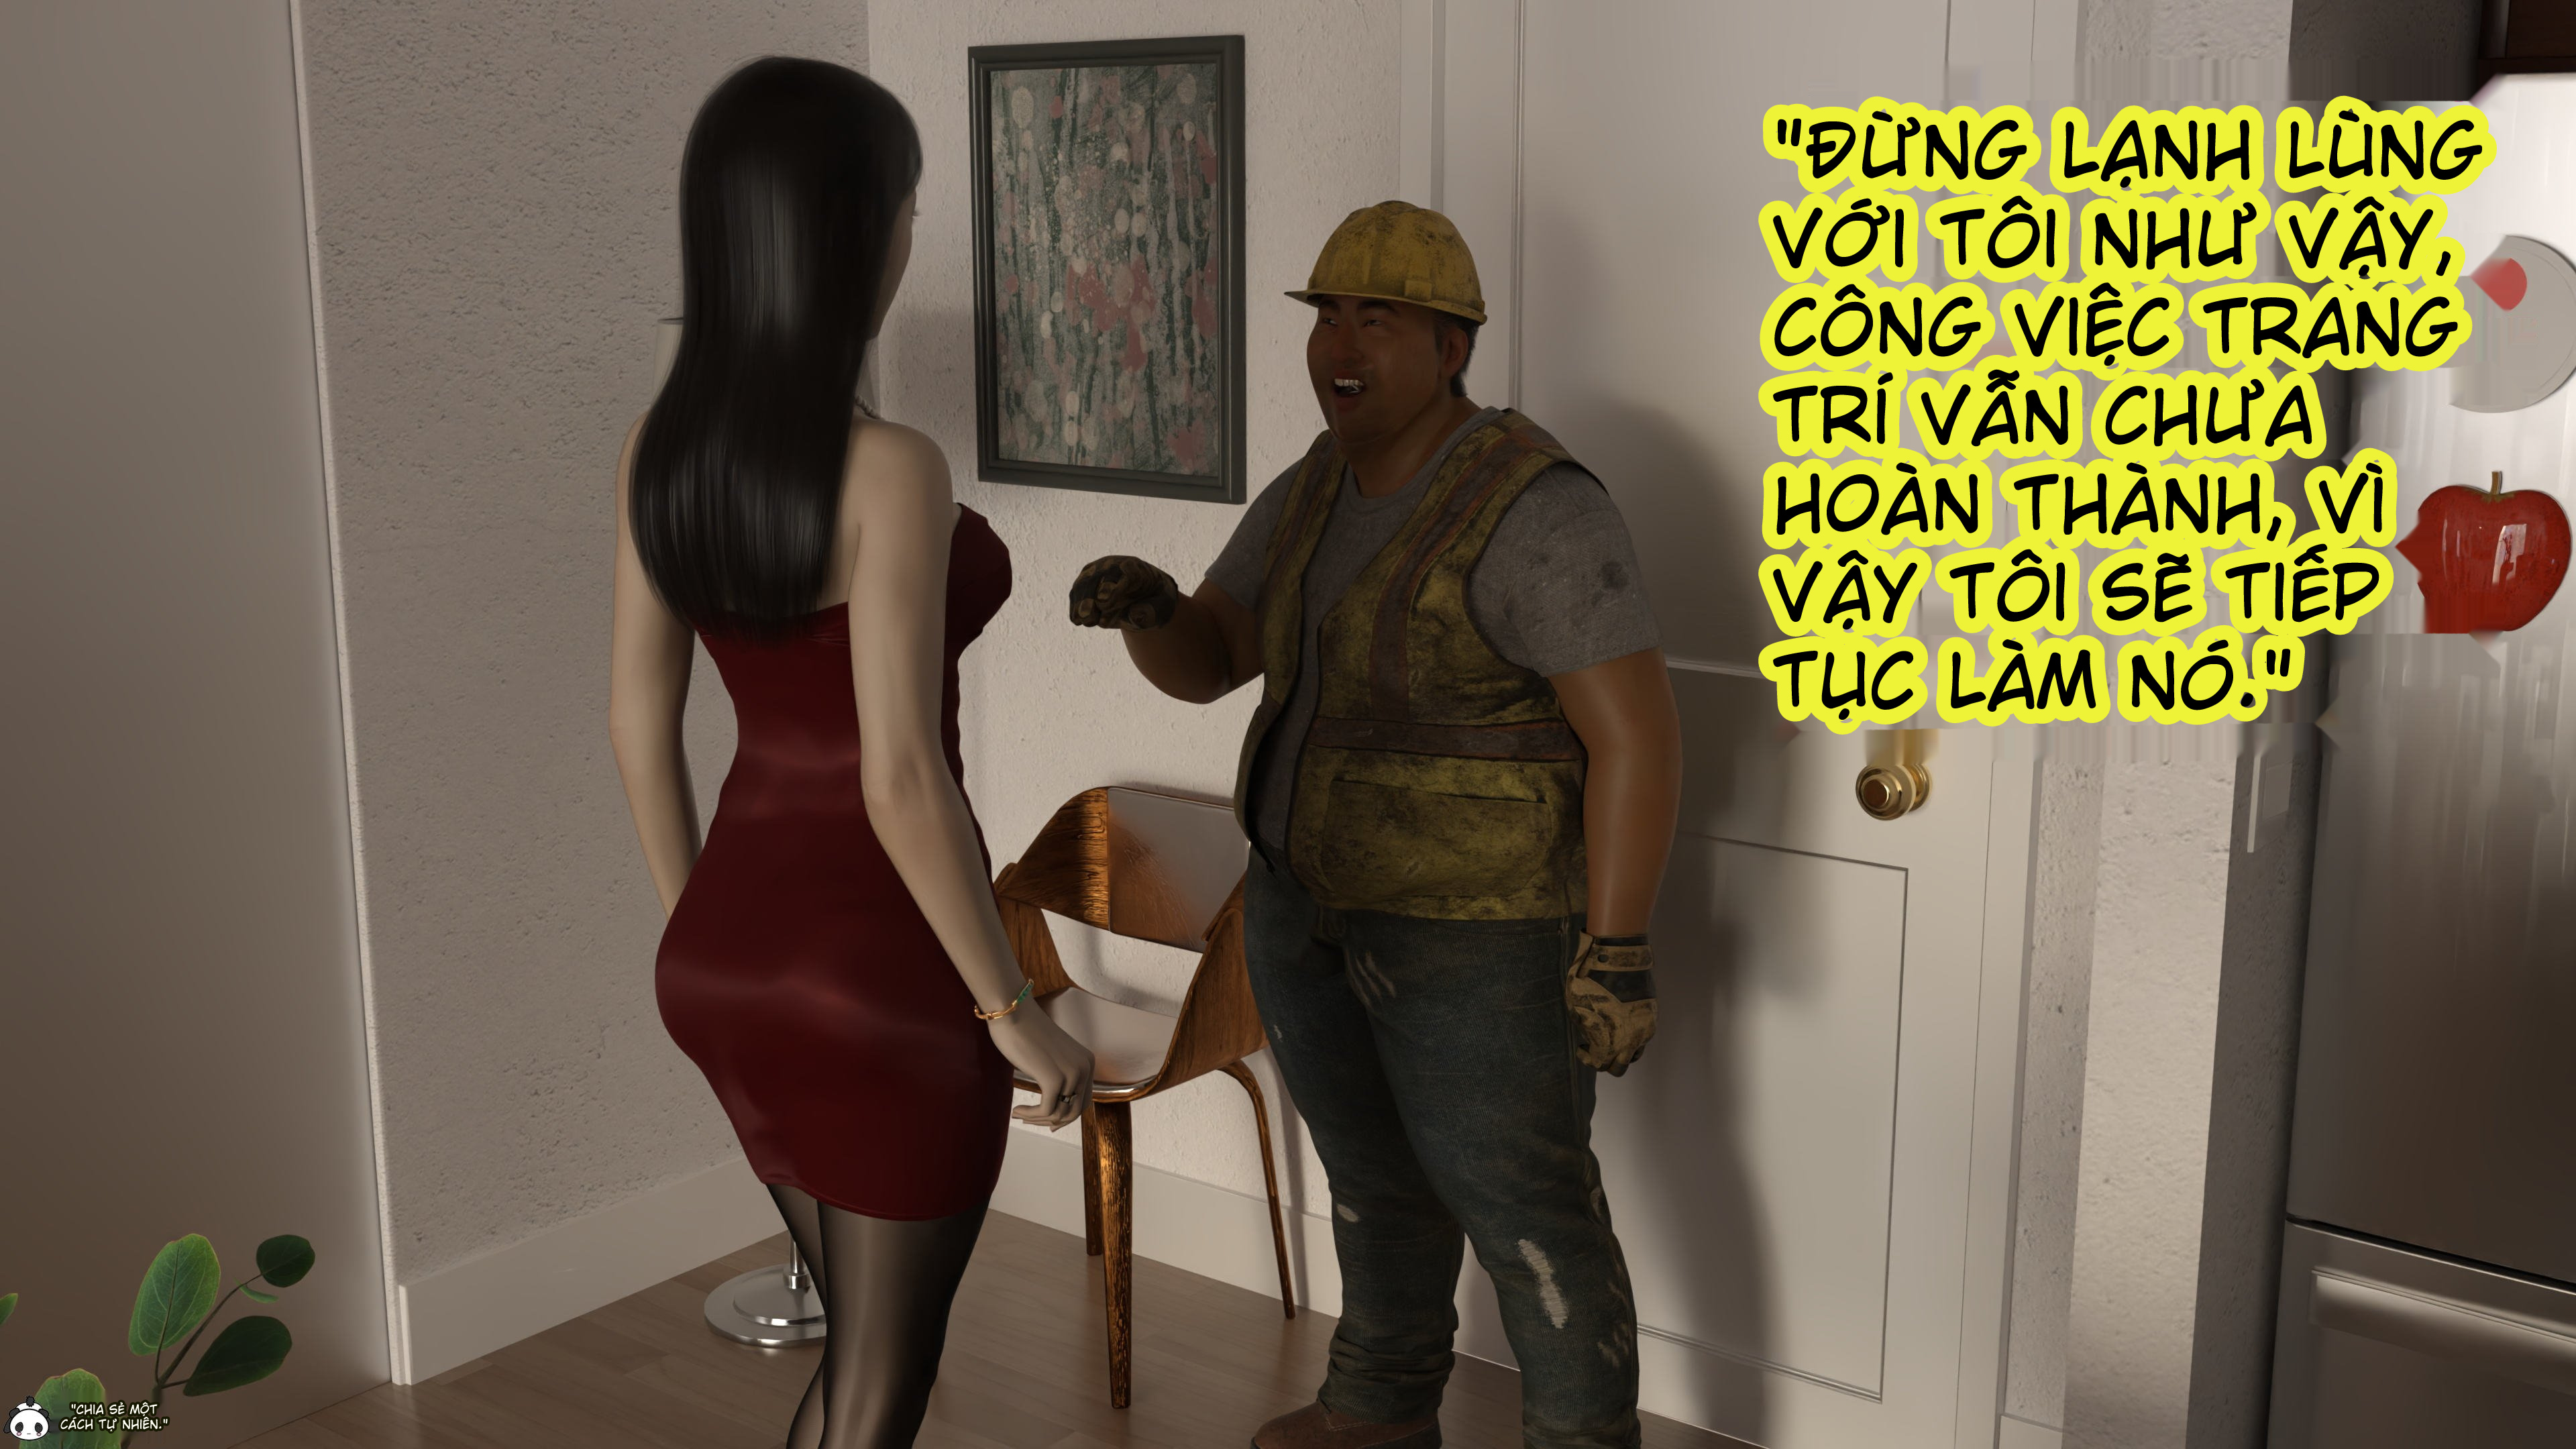 "ĐỪNG LẠNH LÙNG
VỚI TÔI NHƯ VẬY,
CÔNG VIỆC TRANG
TRÍ VẪN CHƯA
HOÀN THÀNH, VÌ
VẬY TÔI SẼ TIẾP
TỤC LÀM NÓ."
"CHIA SẺ MỘT
CÁCH TỰ NHIÊN."